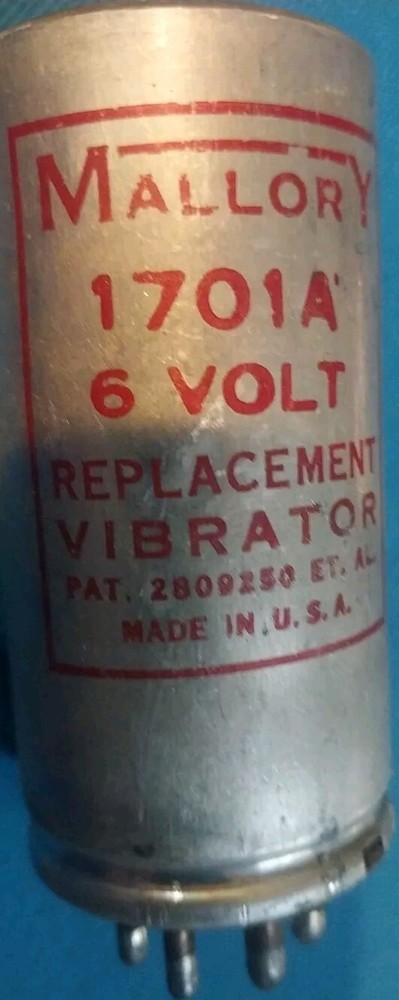 MALLORY
1701A
6 VOLT
REPLACEMENT
VIBRATOR
PAT. 2809250 ET. AL.
MADE IN U.S.A.